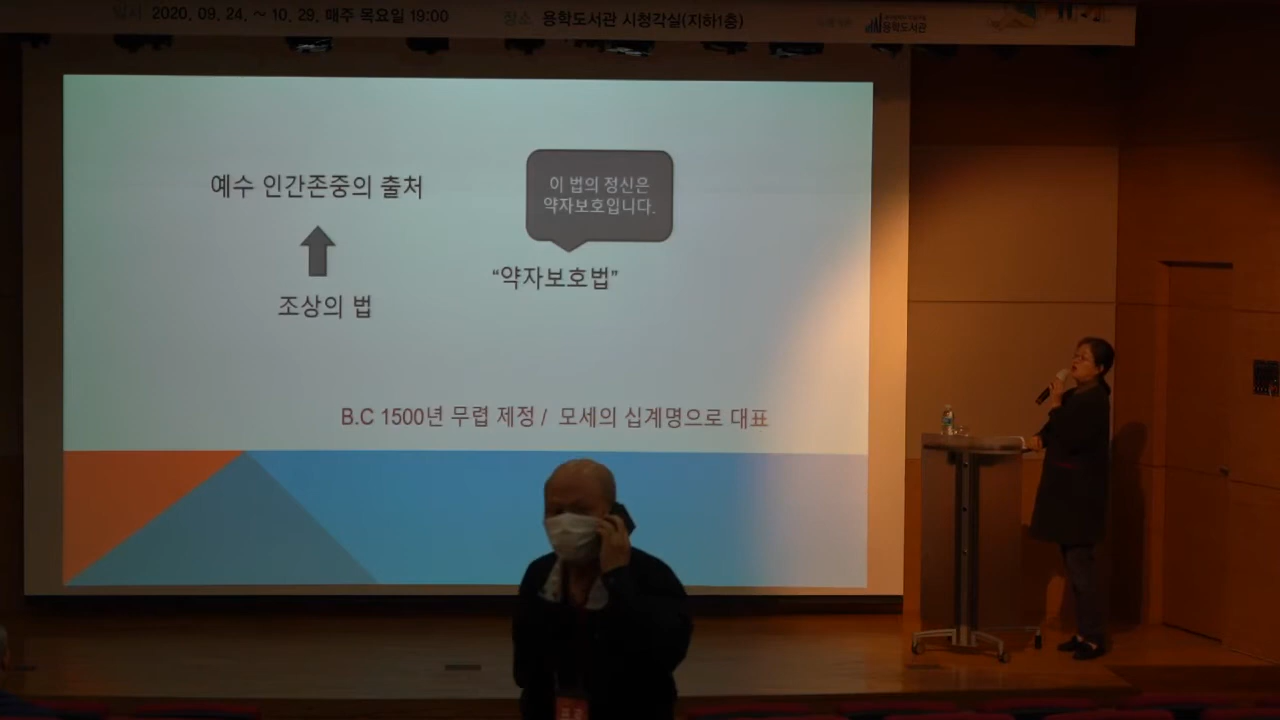 일시 2020. 09. 24. ~ 10. 29. 매주 목요일 19:00
장소 용학도서관 시청각실(지하1층)
용학도서관
예수 인간존중의 출처
이 법의 정신은
약자보호입니다.
“약자보호법”
조상의 법
B.C 1500년 무렵 제정 / 모세의 십계명으로 대표